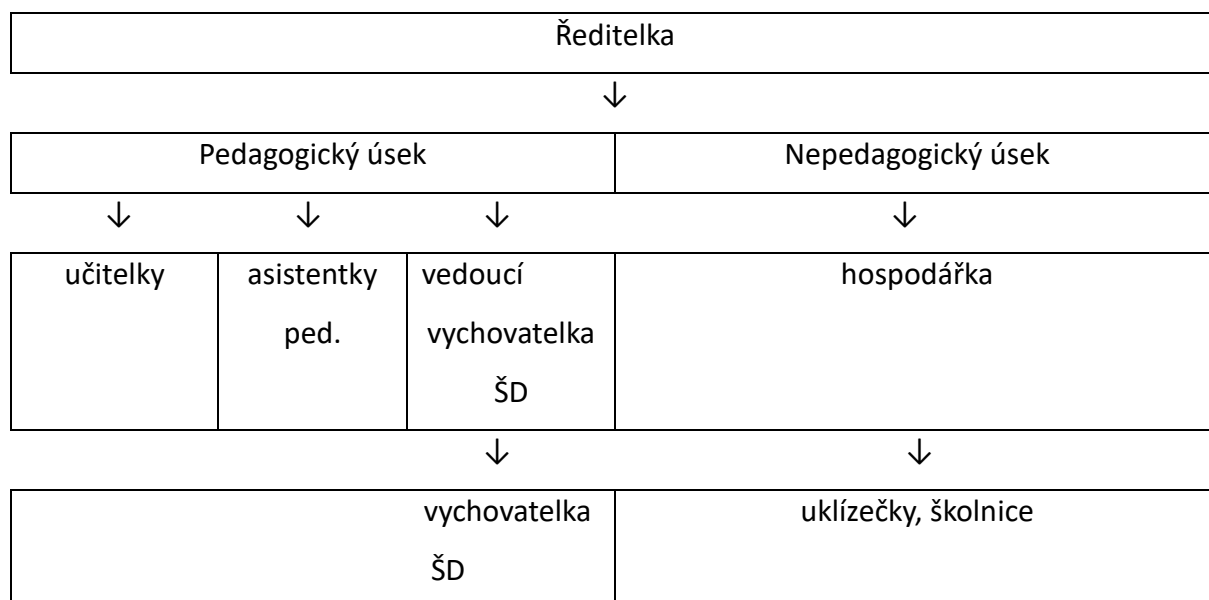 Ředitelka
↓
Pedagogický úsek Nepedagogický úsek
↓ ↓ ↓ ↓
učitelky asistentky vedoucí hospodářka
ped. vychovatelka
ŠD
↓ ↓
vychovatelka uklízečky, školnice
ŠD